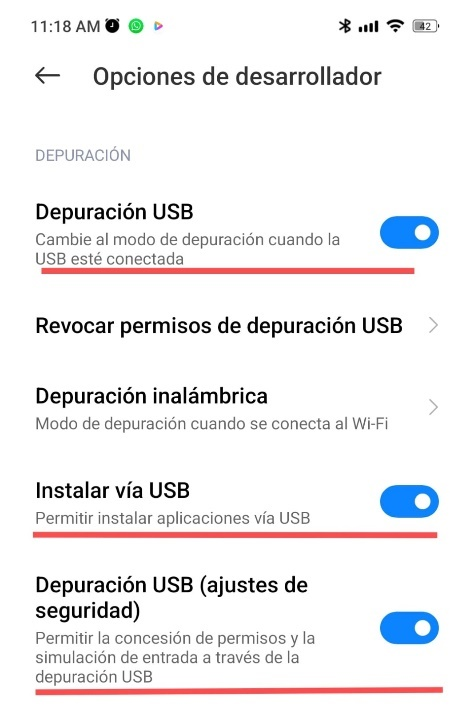 11:18 AM
42
Opciones de desarrollador
DEPURACIÓN
Depuración USB
Cambie al modo de depuración cuando la
USB esté conectada
Revocar permisos de depuración USB
Depuración inalámbrica
Modo de depuración cuando se conecta al Wi-Fi
Instalar vía USB
Permitir instalar aplicaciones vía USB
Depuración USB (ajustes de
seguridad)
Permitir la concesión de permisos y la
simulación de entrada a través de la
depuración USB